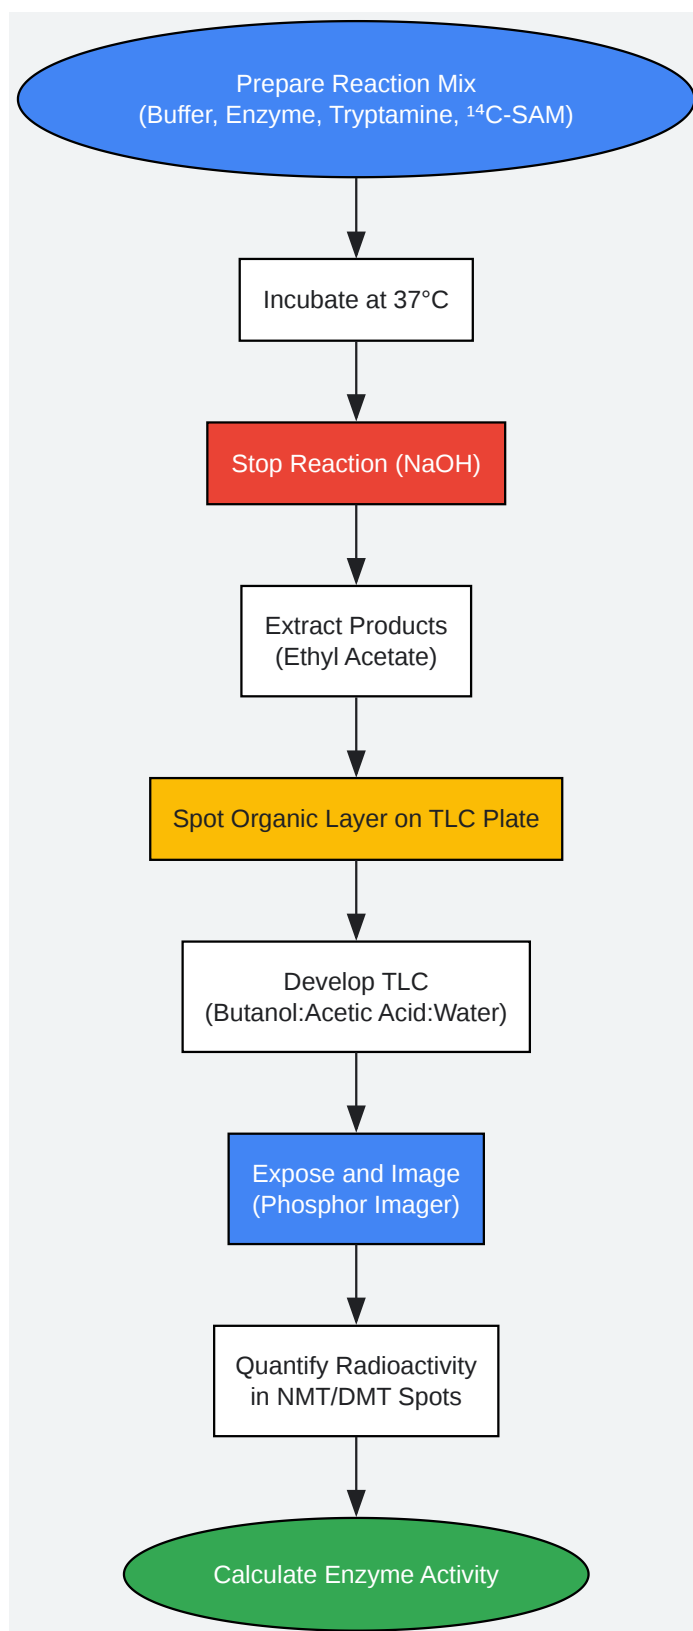 Prepare Reaction Mix
(Buffer, Enzyme, Tryptamine, ¹⁴C-SAM)
Incubate at 37°C
Stop Reaction (NaOH)
Extract Products
(Ethyl Acetate)
Spot Organic Layer on TLC Plate
Develop TLC
(Butanol:Acetic Acid:Water)
Expose and Image
(Phosphor Imager)
Quantify Radioactivity
in NMT/DMT Spots
Calculate Enzyme Activity